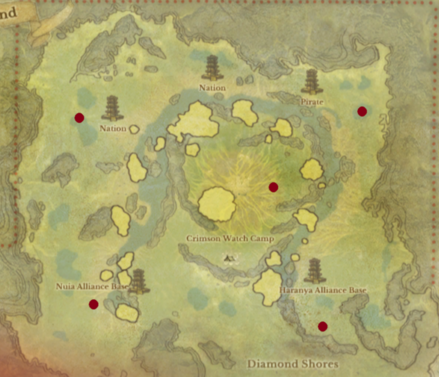 nd
Nation
Pirate
Nation
Crimson Watch Camp
Nuia Alliance Base
Haranya Alliance Base
Diamond Shores